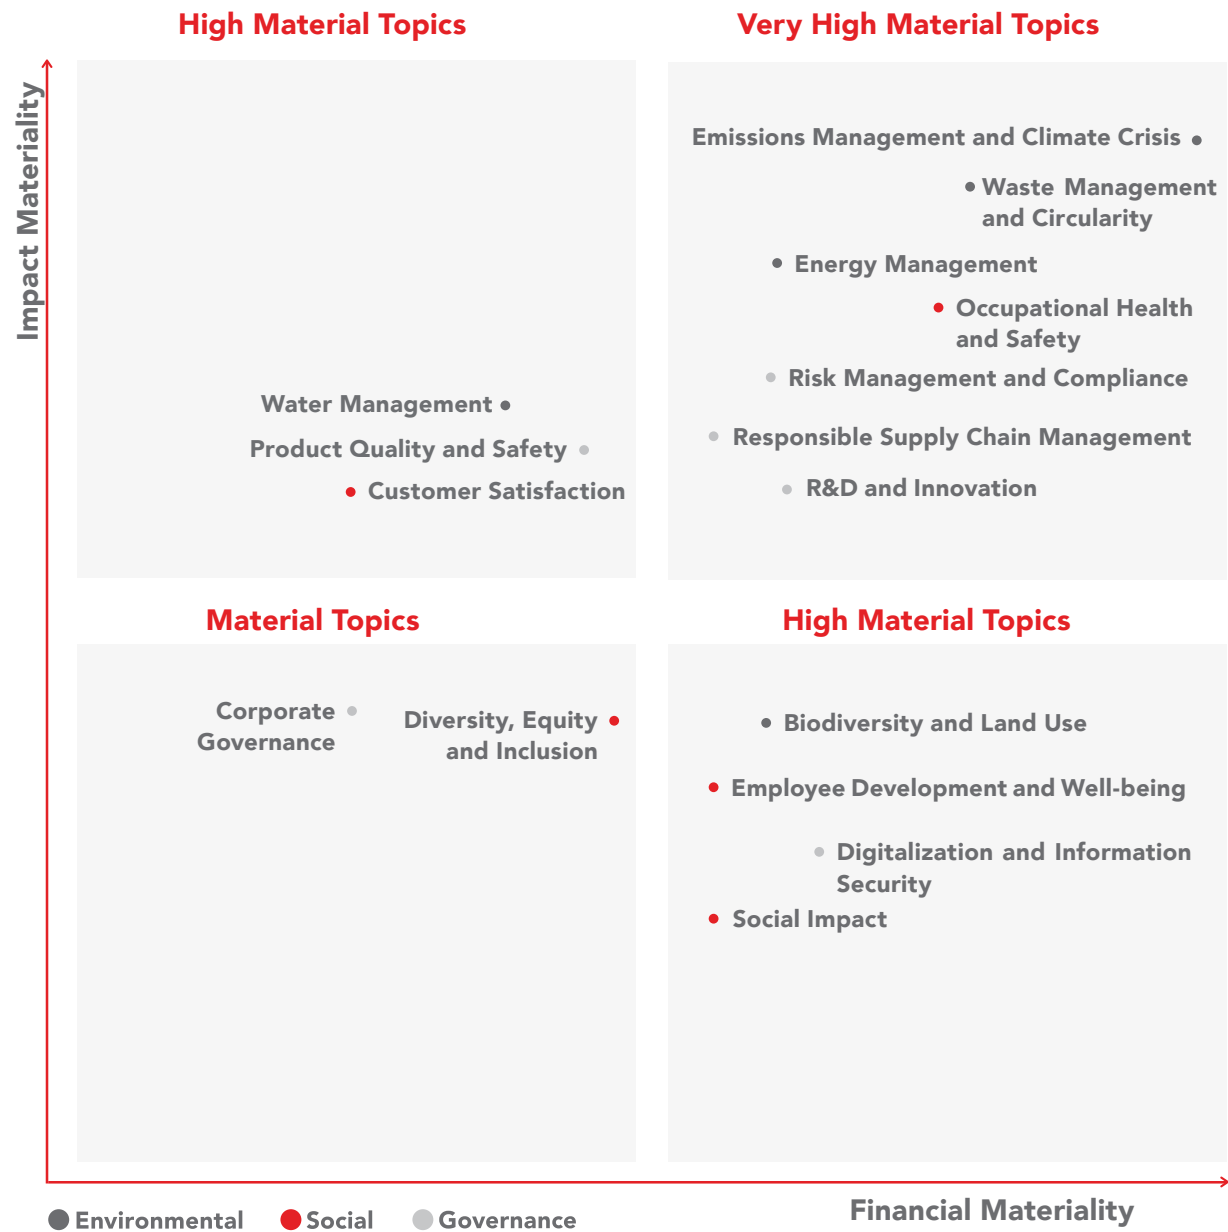 High Material Topics
Very High Material Topics
Impact Materiality
Emissions Management and Climate Crisis
Waste Management
and Circularity
Energy Management
Occupational Health
and Safety
Risk Management and Compliance
Responsible Supply Chain Management
R&D and Innovation
Water Management
Product Quality and Safety
Customer Satisfaction
Material Topics
High Material Topics
Corporate
Governance
Diversity, Equity
and Inclusion
Biodiversity and Land Use
Employee Development and Well-being
Digitalization and Information
Security
Social Impact
Financial Materiality
Environmental
Social
Governance